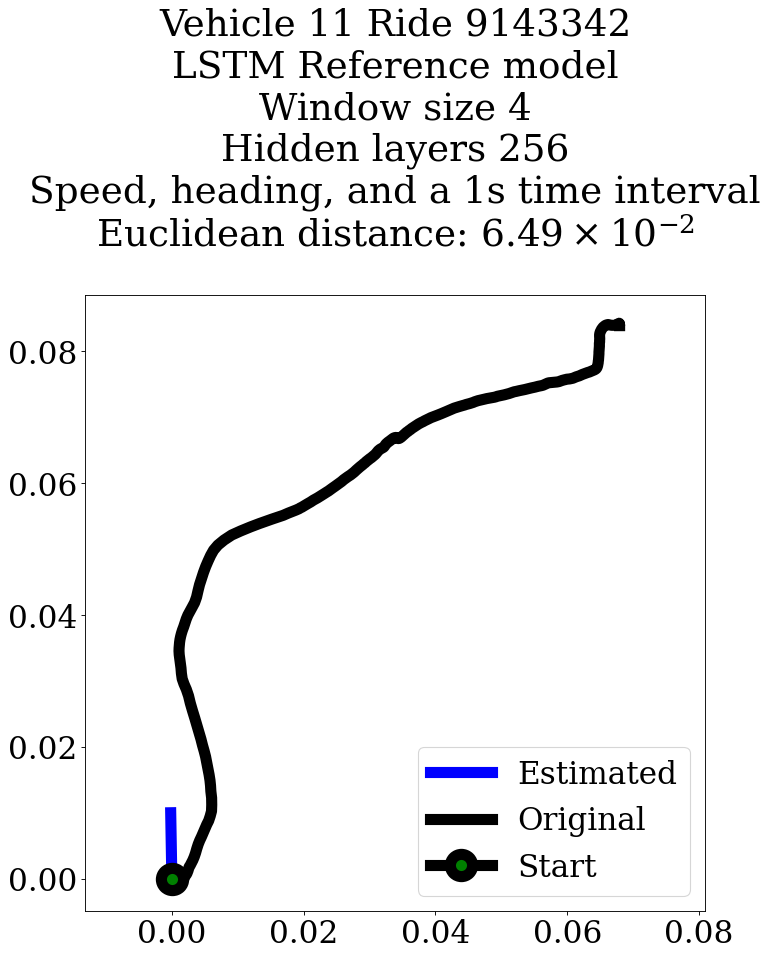 Vehicle 11 Ride 9143342
LSTM Reference model
Window size 4
Hidden layers 256
Speed, heading, and a 1s time interval
Euclidean distance: 6.49 × 10⁻²
0.08
0.06
0.04
0.02
0.00
Estimated
Original
Start
0.00 0.02 0.04 0.06 0.08